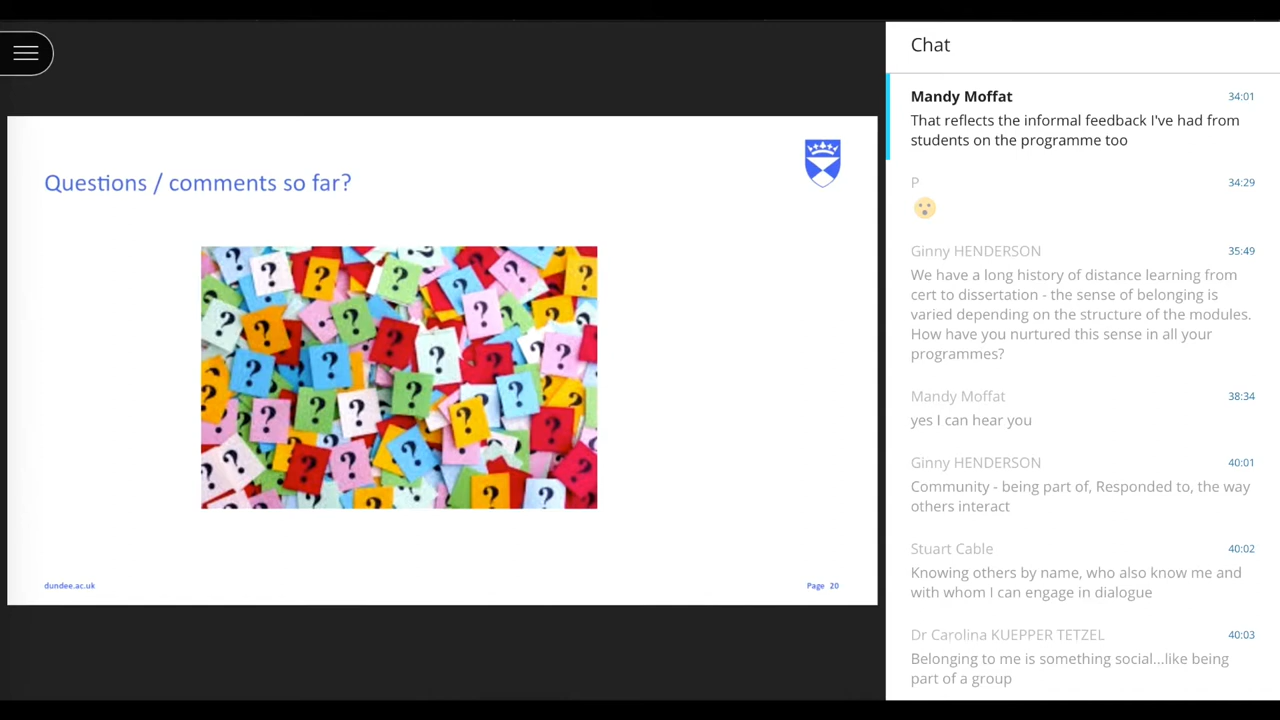 Questions / comments so far?
dundee.ac.uk
Page 20
Chat
Mandy Moffat 34:01
That reflects the informal feedback I've had from
students on the programme too
P 34:29
Ginny HENDERSON 35:49
We have a long history of distance learning from
cert to dissertation - the sense of belonging is
varied depending on the structure of the modules.
How have you nurtured this sense in all your
programmes?
Mandy Moffat 38:34
yes I can hear you
Ginny HENDERSON 40:01
Community - being part of, Responded to, the way
others interact
Stuart Cable 40:02
Knowing others by name, who also know me and
with whom I can engage in dialogue
Dr Carolina KUEPPER TETZEL 40:03
Belonging to me is something social...like being
part of a group